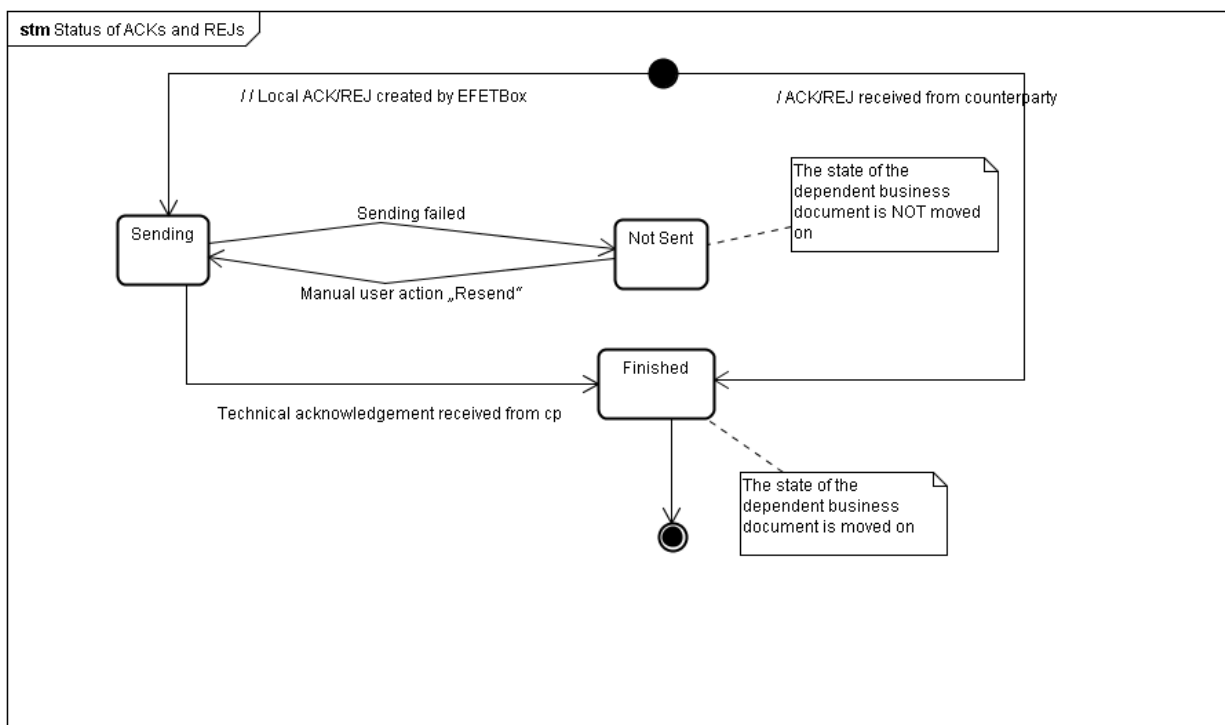 stm Status of ACKs and REJs
/ / Local ACK/REJ created by EFETBox
/ ACK/REJ received from counterparty
The state of the
dependent business
document is NOT moved
on
Sending failed
Sending
Not Sent
Manual user action „Resend“
Finished
Technical acknowledgement received from cp
The state of the
dependent business
document is moved on